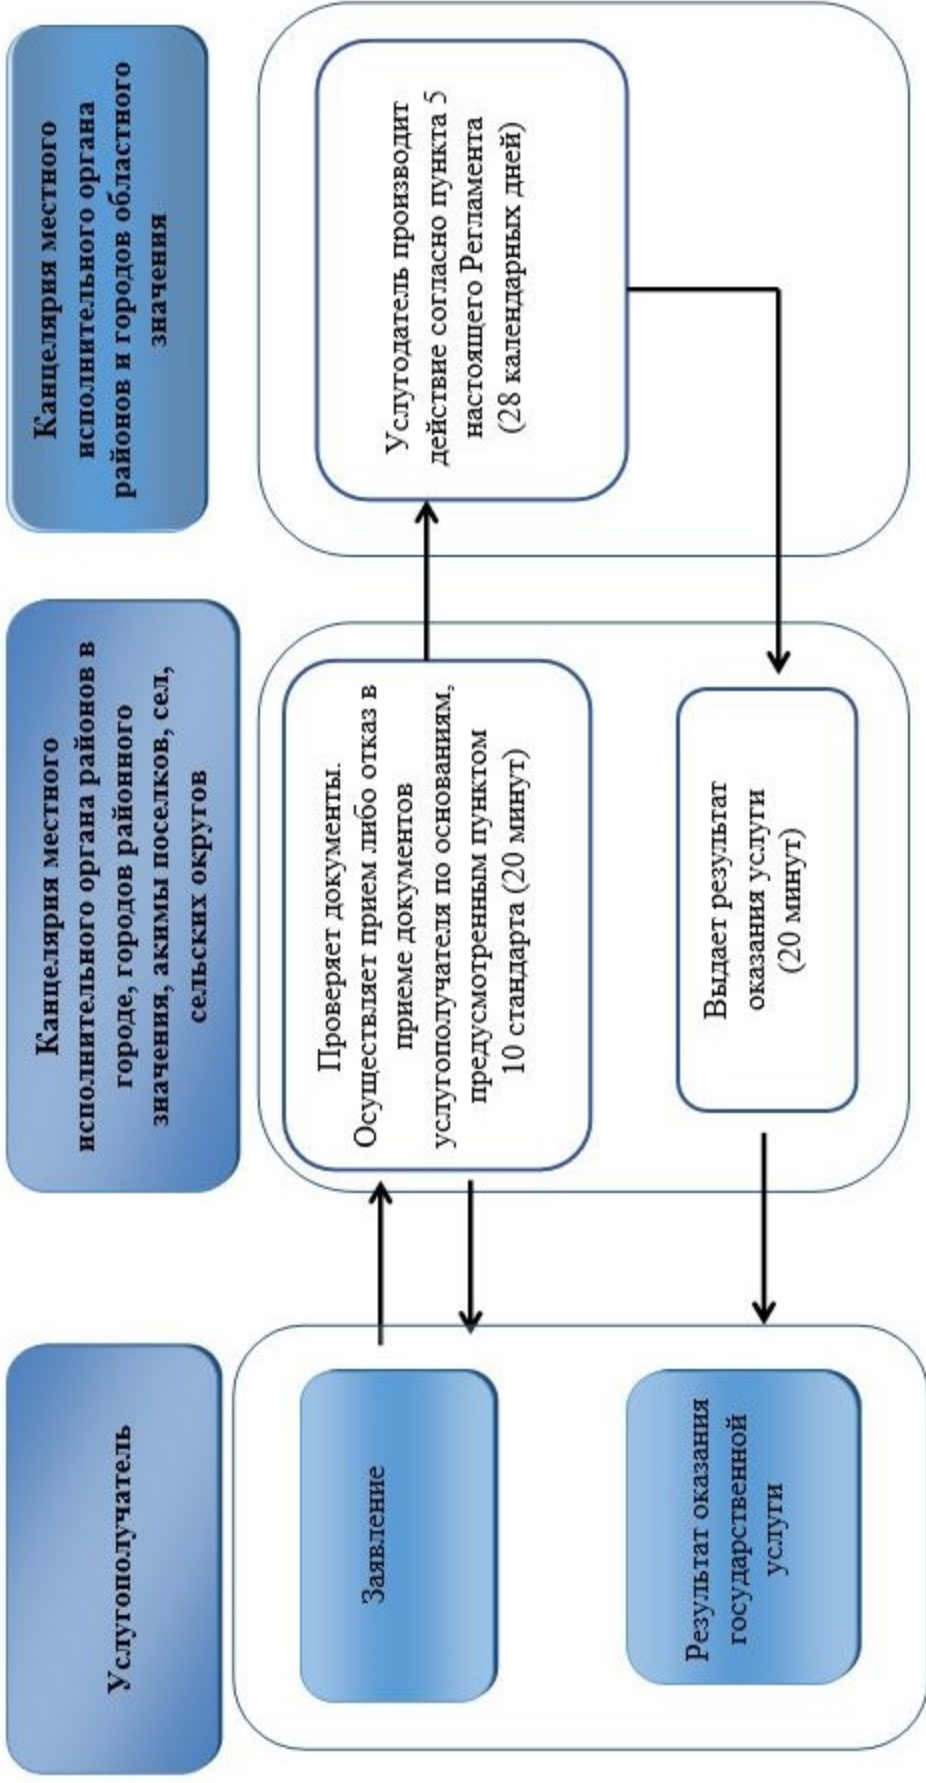 Услугополучатель
Канцелярия местного
исполнительного органа районов в
городе, городов районного
значения, акимы поселков, сел,
сельских округов
Канцелярия местного
исполнительного органа
районов и городов областного
значения
Заявление
Проверяет документы.
Осуществляет прием либо отказ в
приеме документов
услугополучателя по основаниям,
предусмотренным пунктом
10 стандарта (20 минут)
Услугодатель производит
действие согласно пункта 5
настоящего Регламента
(28 календарных дней)
Результат оказания
государственной
услуги
Выдает результат
оказания услуги
(20 минут)